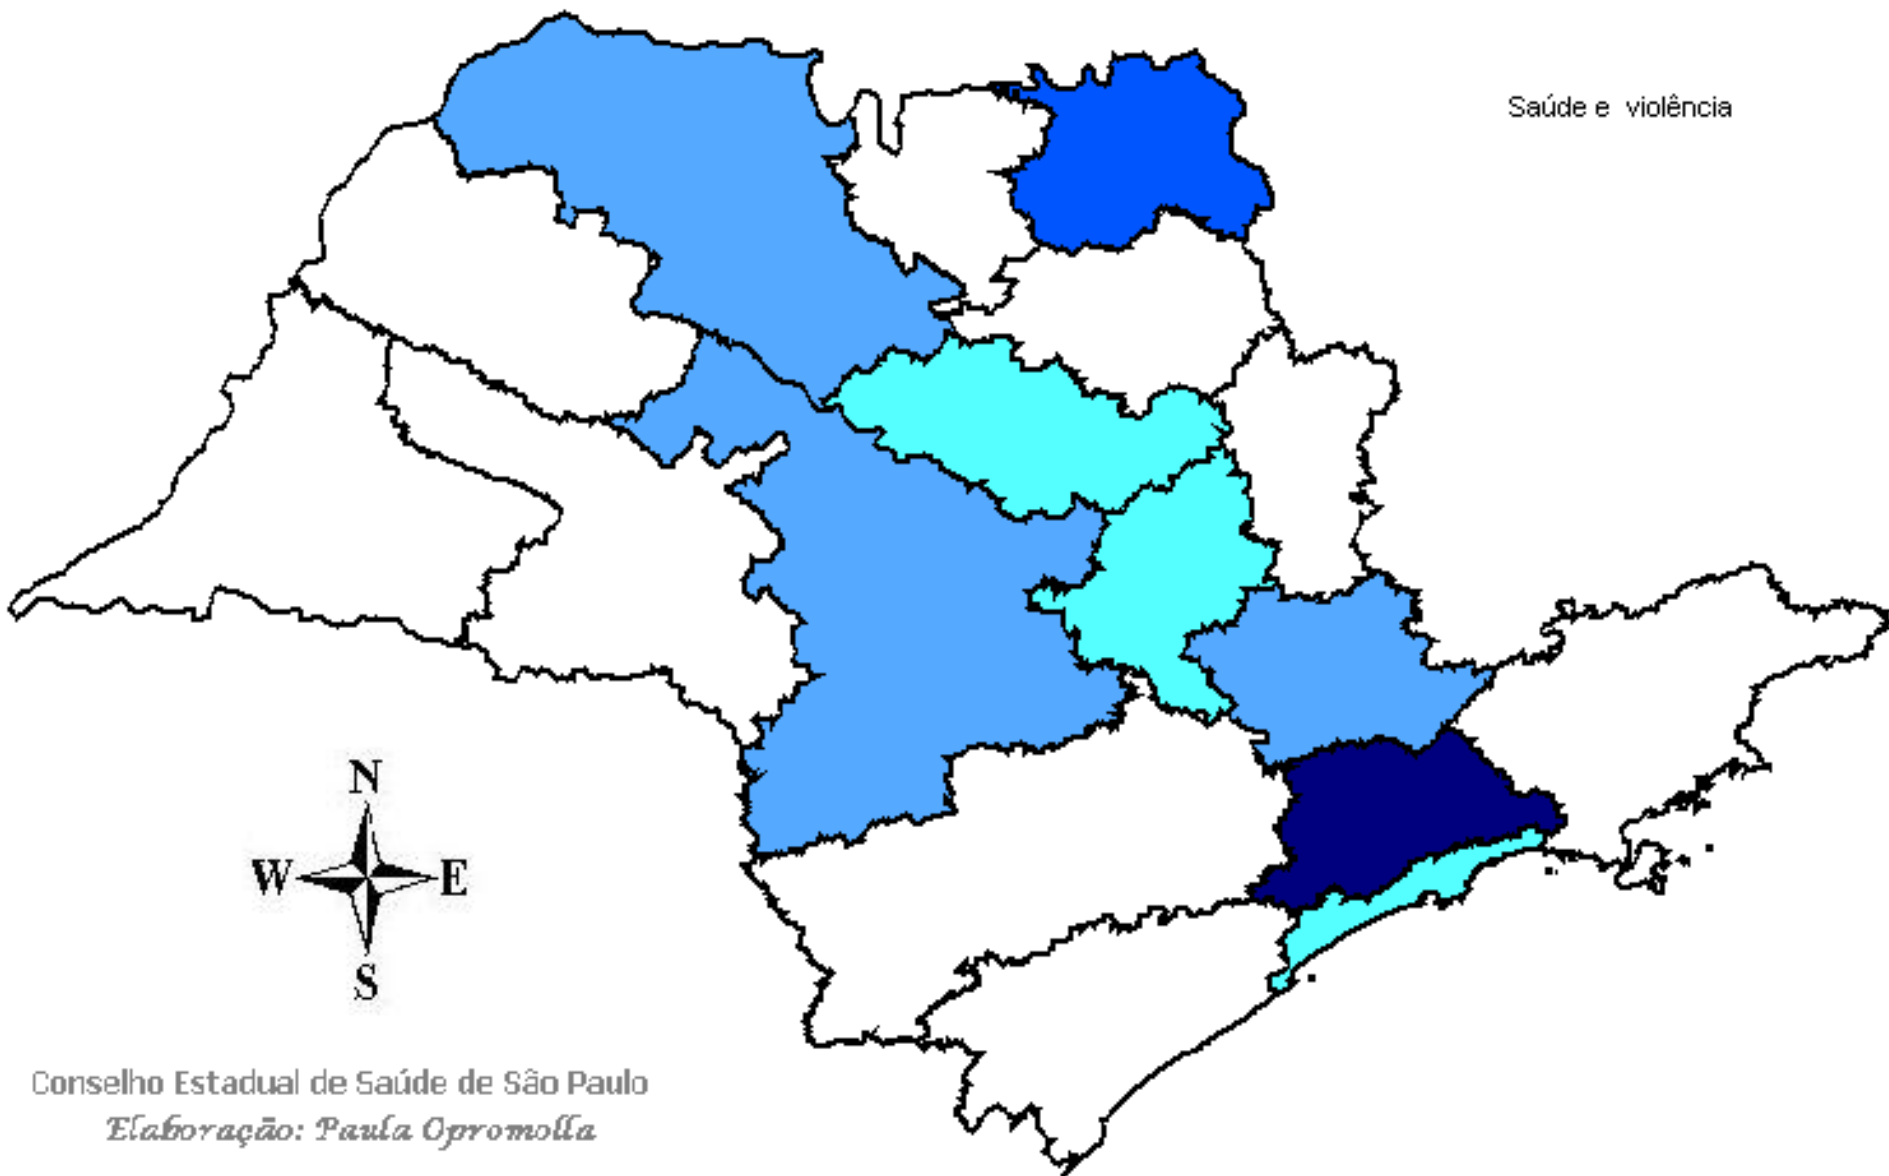 Saúde e violência
N
W E
S
Conselho Estadual de Saúde de São Paulo
Elaboração: Paula Opromolla